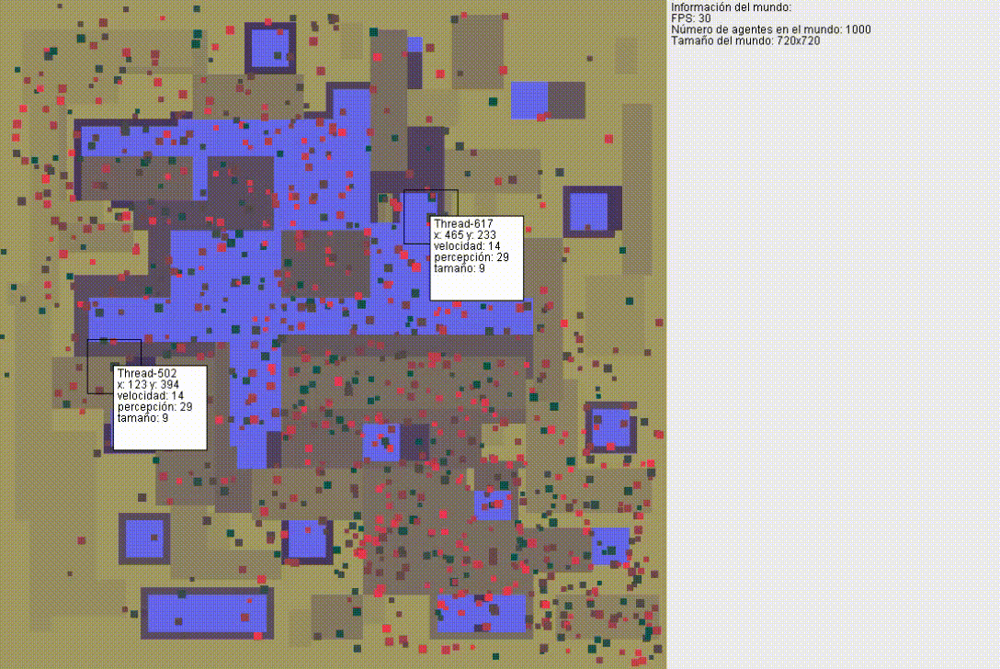 Información del mundo:
FPS: 30
Número de agentes en el mundo: 1000
Tamaño del mundo: 720x720
Thread-617
x: 465 y: 233
velocidad: 14
percepción: 29
tamaño: 9
Thread-502
x: 123 y: 394
velocidad: 14
percepción: 29
tamaño: 9